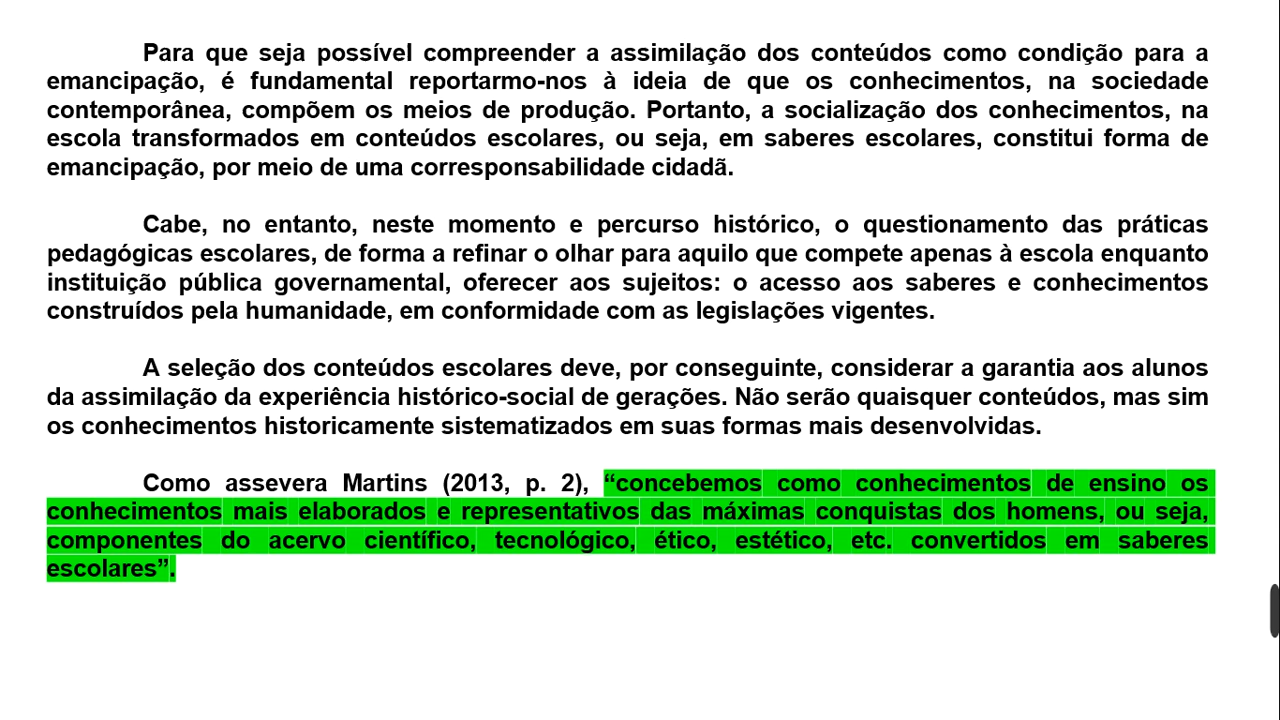 Para que seja possível compreender a assimilação dos conteúdos como condição para a
emancipação, é fundamental reportarmo-nos à ideia de que os conhecimentos, na sociedade
contemporânea, compõem os meios de produção. Portanto, a socialização dos conhecimentos, na
escola transformados em conteúdos escolares, ou seja, em saberes escolares, constitui forma de
emancipação, por meio de uma corresponsabilidade cidadã.
Cabe, no entanto, neste momento e percurso histórico, o questionamento das práticas
pedagógicas escolares, de forma a refinar o olhar para aquilo que compete apenas à escola enquanto
instituição pública governamental, oferecer aos sujeitos: o acesso aos saberes e conhecimentos
construídos pela humanidade, em conformidade com as legislações vigentes.
A seleção dos conteúdos escolares deve, por conseguinte, considerar a garantia aos alunos
da assimilação da experiência histórico-social de gerações. Não serão quaisquer conteúdos, mas sim
os conhecimentos historicamente sistematizados em suas formas mais desenvolvidas.
Como assevera Martins (2013, p. 2), “concebemos como conhecimentos de ensino os
conhecimentos mais elaborados e representativos das máximas conquistas dos homens, ou seja,
componentes do acervo científico, tecnológico, ético, estético, etc. convertidos em saberes
escolares”.